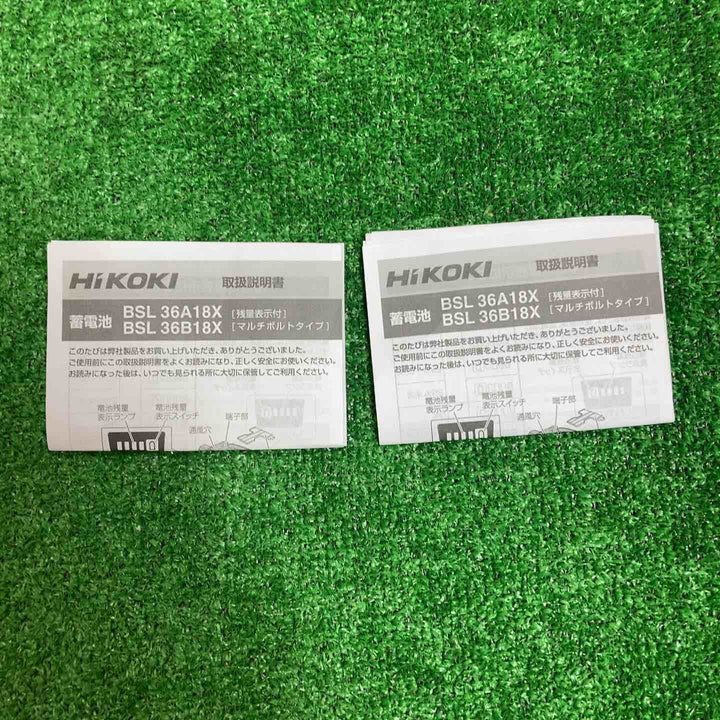 HiKOKI 取扱説明書
蓄電池
BSL 36A18X [残量表示付]
BSL 36B18X [マルチボルトタイプ]
このたびは弊社製品をお買い上げいただき、ありがとうございました。
ご使用前にこの取扱説明書をよくお読みになり、正しく安全にお使いください。
お読みになった後は、いつでも見られる所に大切に保管してご利用ください。
電池残量
表示ランプ
電池残量
表示スイッチ
通風穴
端子部
HiKOKI 取扱説明書
蓄電池
BSL 36A18X [残量表示付]
BSL 36B18X [マルチボルトタイプ]
このたびは弊社製品をお買い上げいただき、ありがとうございました。
ご使用前にこの取扱説明書をよくお読みになり、正しく安全にお使いください。
お読みになった後は、いつでも見られる所に大切に保管してご利用ください。
電池残量
表示ランプ
電池残量
表示スイッチ
通風穴
端子部